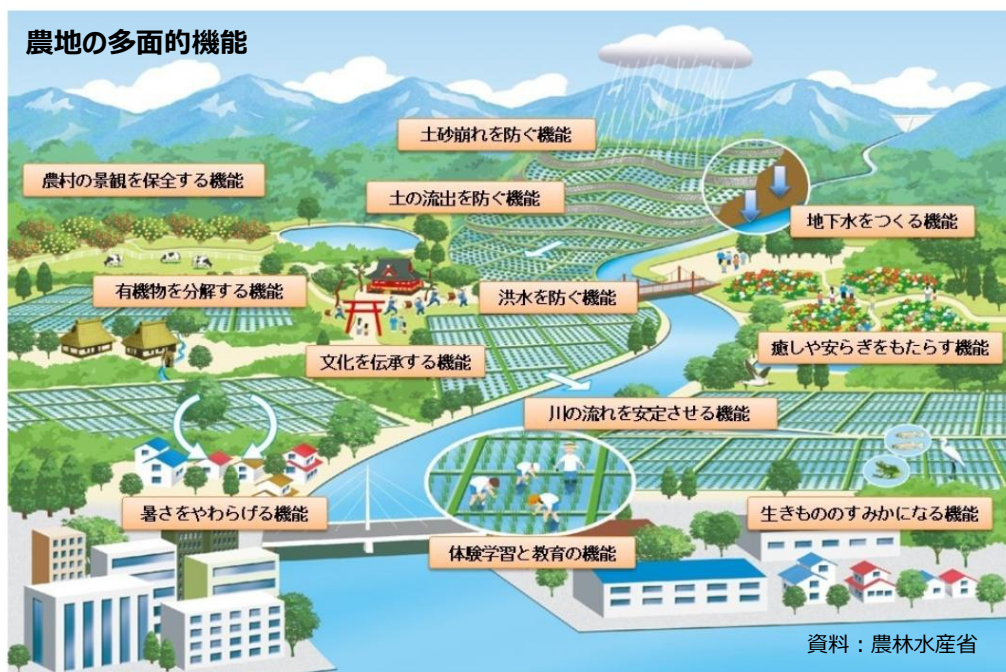 農地の多面的機能
土砂崩れを防ぐ機能
農村の景観を保全する機能
土の流出を防ぐ機能
地下水をつくる機能
有機物を分解する機能
洪水を防ぐ機能
文化を伝承する機能
癒しや安らぎをもたらす機能
川の流れを安定させる機能
暑さをやわらげる機能
生きもののすみかになる機能
体験学習と教育の機能
資料：農林水産省